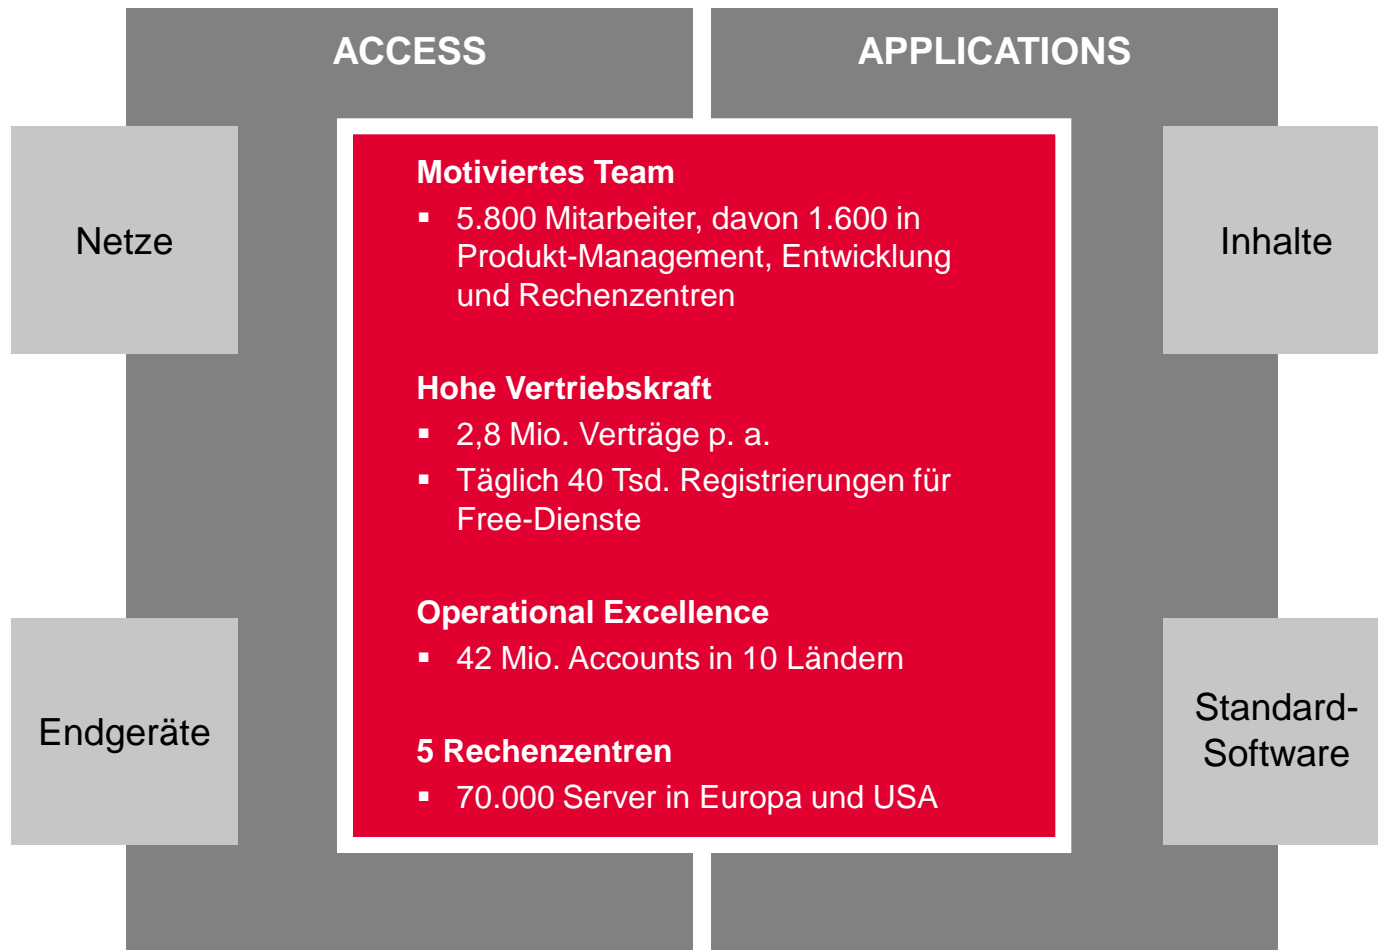 ACCESS
APPLICATIONS
Netze
Endgeräte
Motiviertes Team
▪ 5.800 Mitarbeiter, davon 1.600 in
Produkt-Management, Entwicklung
und Rechenzentren
Hohe Vertriebskraft
▪ 2,8 Mio. Verträge p. a.
▪ Täglich 40 Tsd. Registrierungen für
Free-Dienste
Operational Excellence
▪ 42 Mio. Accounts in 10 Ländern
5 Rechenzentren
▪ 70.000 Server in Europa und USA
Inhalte
Standard-
Software